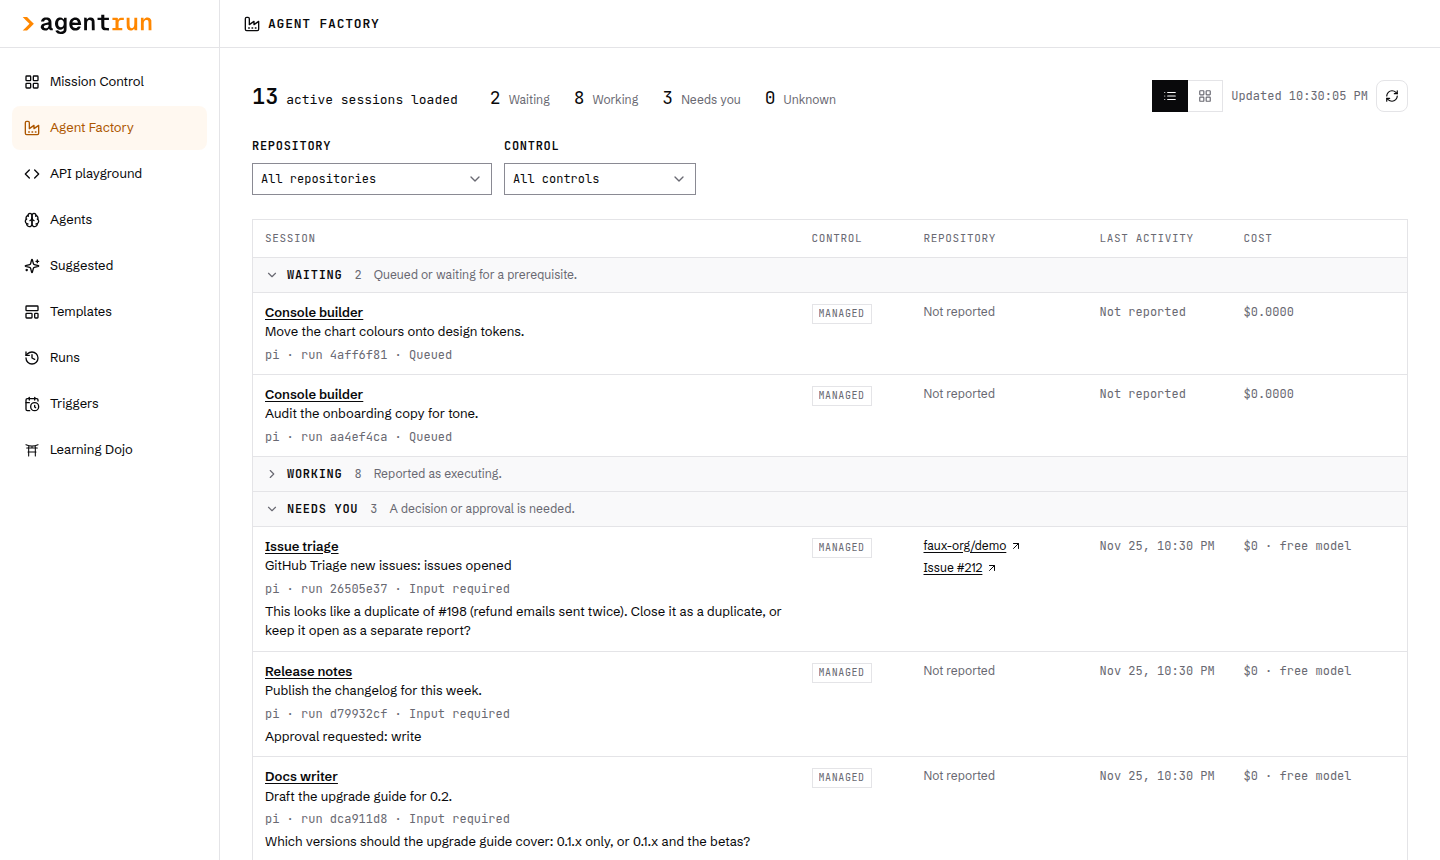 agentrun
AGENT FACTORY
Mission Control
Agent Factory
API playground
Agents
Suggested
Templates
Runs
Triggers
Learning Dojo
13 active sessions loaded 2 Waiting 8 Working 3 Needs you 0 Unknown
Updated 10:30:05 PM
REPOSITORY CONTROL
All repositories All controls
SESSION CONTROL REPOSITORY LAST ACTIVITY COST
WAITING 2 Queued or waiting for a prerequisite.
Console builder MANAGED Not reported Not reported $0.0000
Move the chart colours onto design tokens.
pi · run 4aff6f81 · Queued
Console builder MANAGED Not reported Not reported $0.0000
Audit the onboarding copy for tone.
pi · run aa4ef4ca · Queued
WORKING 8 Reported as executing.
NEEDS YOU 3 A decision or approval is needed.
Issue triage MANAGED faux-org/demo Nov 25, 10:30 PM $0 · free model
GitHub Triage new issues: issues opened Issue #212
pi · run 26505e37 · Input required
This looks like a duplicate of #198 (refund emails sent twice). Close it as a duplicate, or
keep it open as a separate report?
Release notes MANAGED Not reported Nov 25, 10:30 PM $0 · free model
Publish the changelog for this week.
pi · run d79932cf · Input required
Approval requested: write
Docs writer MANAGED Not reported Nov 25, 10:30 PM $0 · free model
Draft the upgrade guide for 0.2.
pi · run dca911d8 · Input required
Which versions should the upgrade guide cover: 0.1.x only, or 0.1.x and the betas?